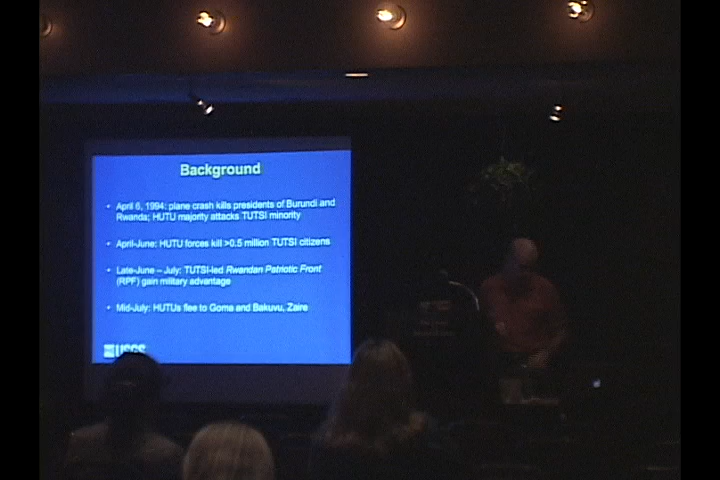 Background
• April 6, 1994: plane crash kills presidents of Burundi and
Rwanda; HUTU majority attacks TUTSI minority
• April-June: HUTU forces kill >0.5 million TUTSI citizens
• Late-June – July: TUTSI-led Rwandan Patriotic Front
(RPF) gain military advantage
• Mid-July: HUTUs flee to Goma and Bakuvu, Zaire
USGS